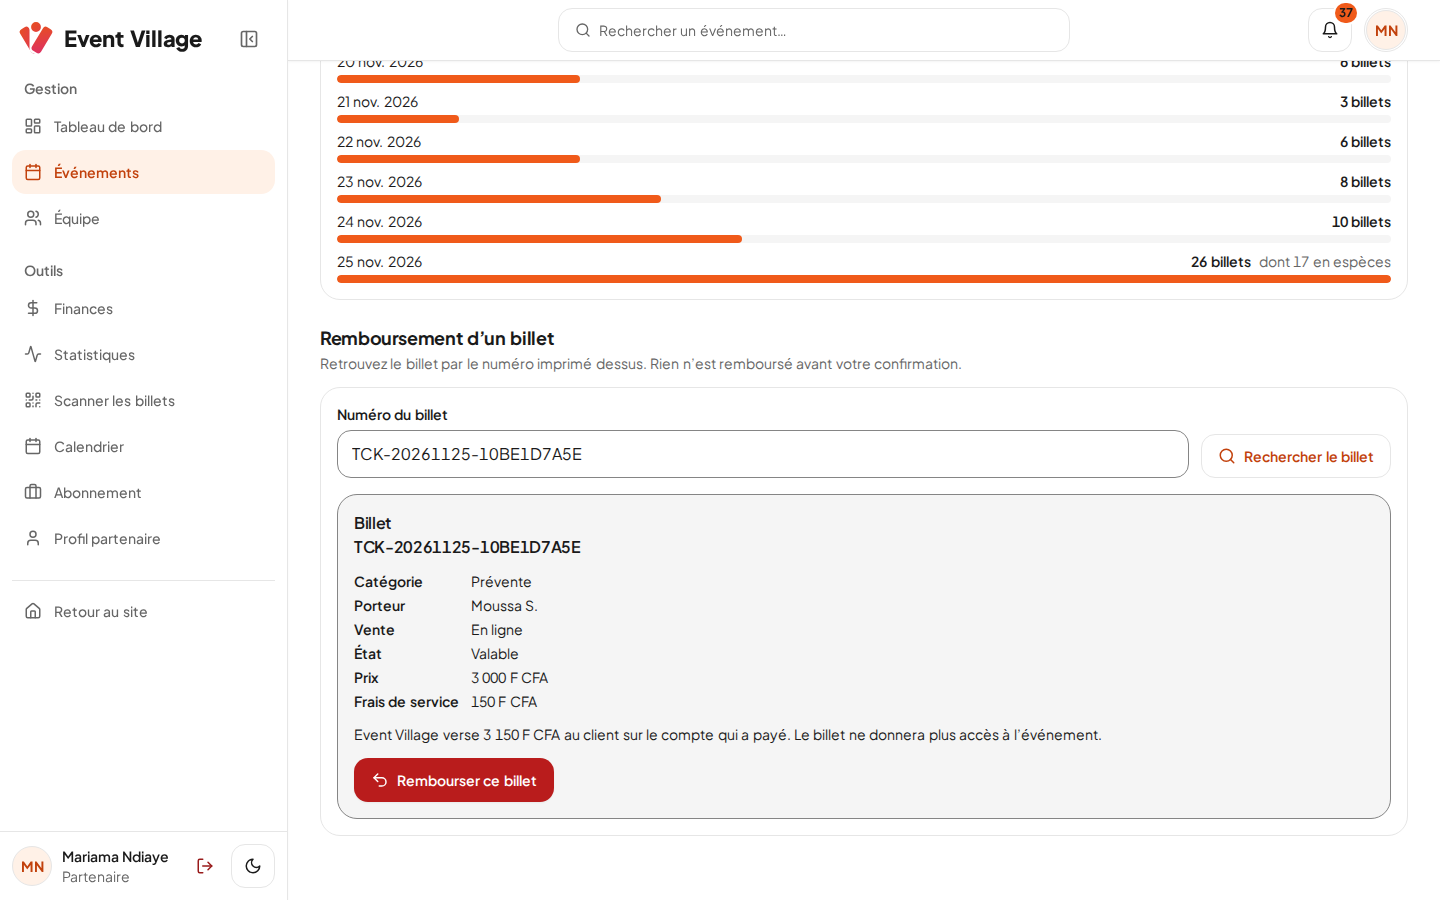 Event Village
Gestion
Tableau de bord
Événements
Équipe
Outils
Finances
Statistiques
Scanner les billets
Calendrier
Abonnement
Profil partenaire
Retour au site
MN
Mariama Ndiaye
Partenaire
Rechercher un événement…
37
MN
20 nov. 2026 6 billets
21 nov. 2026 3 billets
22 nov. 2026 6 billets
23 nov. 2026 8 billets
24 nov. 2026 10 billets
25 nov. 2026 26 billets dont 17 en espèces
Remboursement d’un billet
Retrouvez le billet par le numéro imprimé dessus. Rien n’est remboursé avant votre confirmation.
Numéro du billet
TCK-20261125-10BE1D7A5E
Rechercher le billet
Billet
TCK-20261125-10BE1D7A5E
Catégorie Prévente
Porteur Moussa S.
Vente En ligne
État Valable
Prix 3 000 F CFA
Frais de service 150 F CFA
Event Village verse 3 150 F CFA au client sur le compte qui a payé. Le billet ne donnera plus accès à l’événement.
Rembourser ce billet